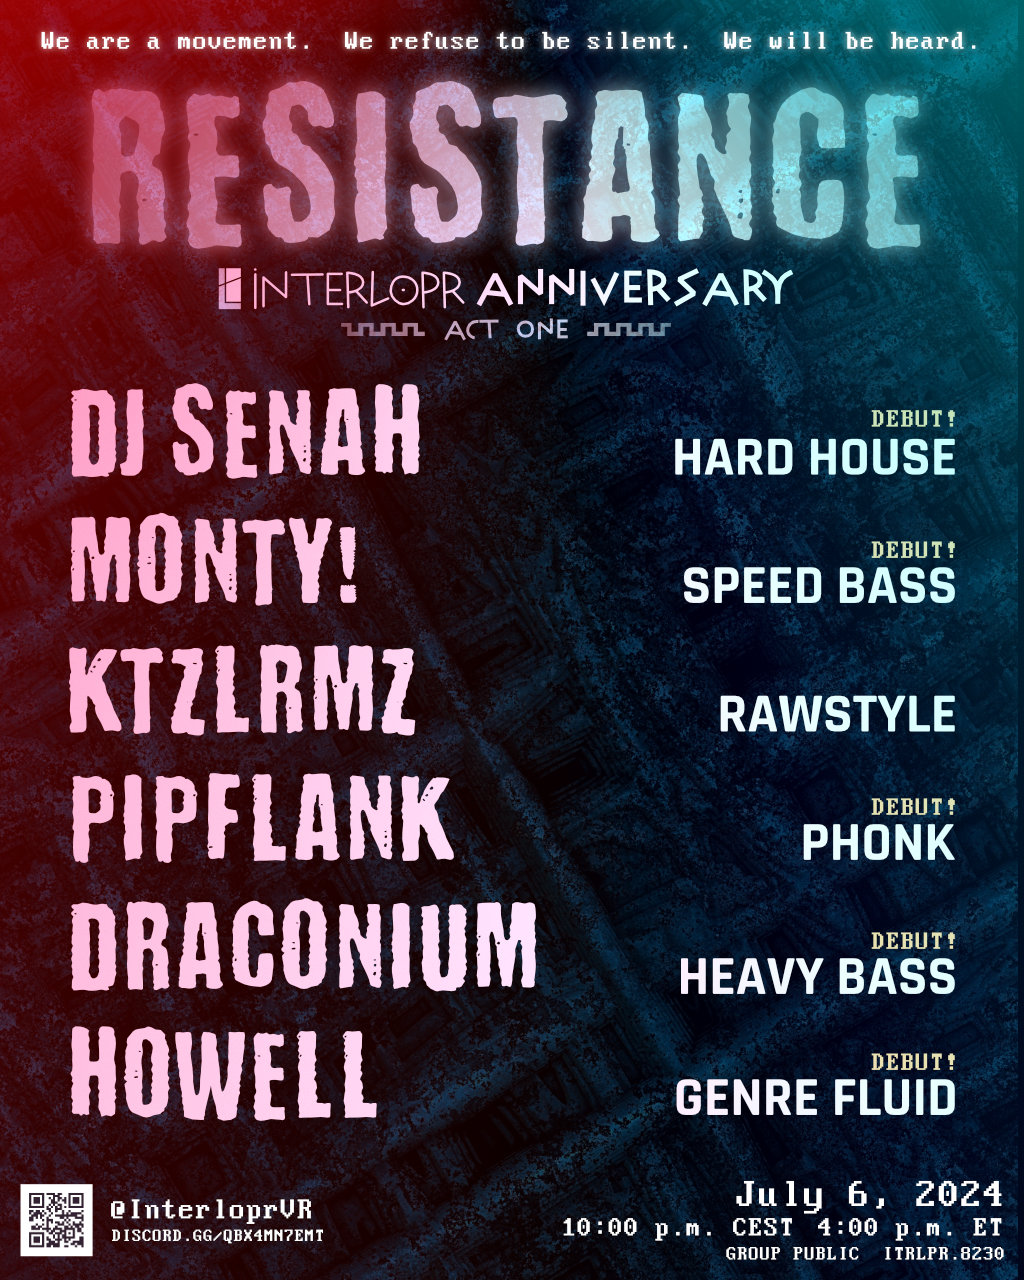 We are a movement. We refuse to be silent. We will be heard.
RESISTANCE
INTERLOPR ANNIVERSARY
ACT ONE
DJ SENAH
DEBUT!
HARD HOUSE
MONTY!
DEBUT!
SPEED BASS
KTZLRMZ
RAWSTYLE
PIPFLANK
DEBUT!
PHONK
DRACONIUM
DEBUT!
HEAVY BASS
HOWELL
DEBUT!
GENRE FLUID
@InterloprVR
DISCORD.GG/QBX4MN7EMT
July 6, 2024
10:00 p.m. CEST 4:00 p.m. ET
GROUP PUBLIC ITRLPR.8230